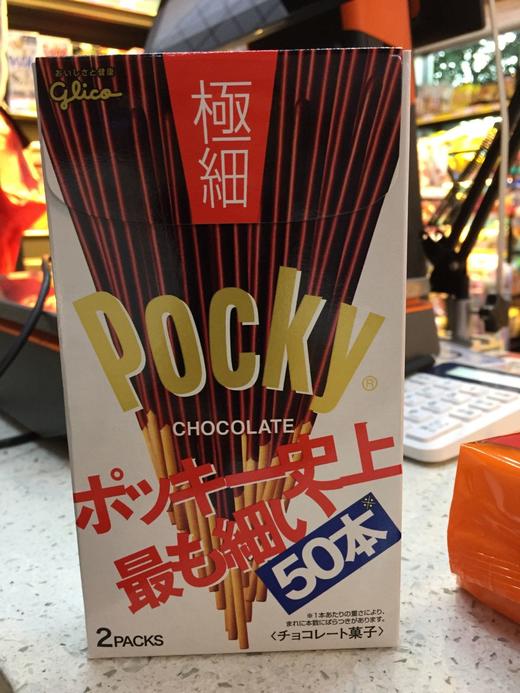 おいしさと健康
Glico
極細
POCKY®
CHOCOLATE
ポッキー史上
最も細い
50本※
※1本あたりの重さにより、
まれに本数にばらつきがあります。
2PACKS
〈チョコレート菓子〉